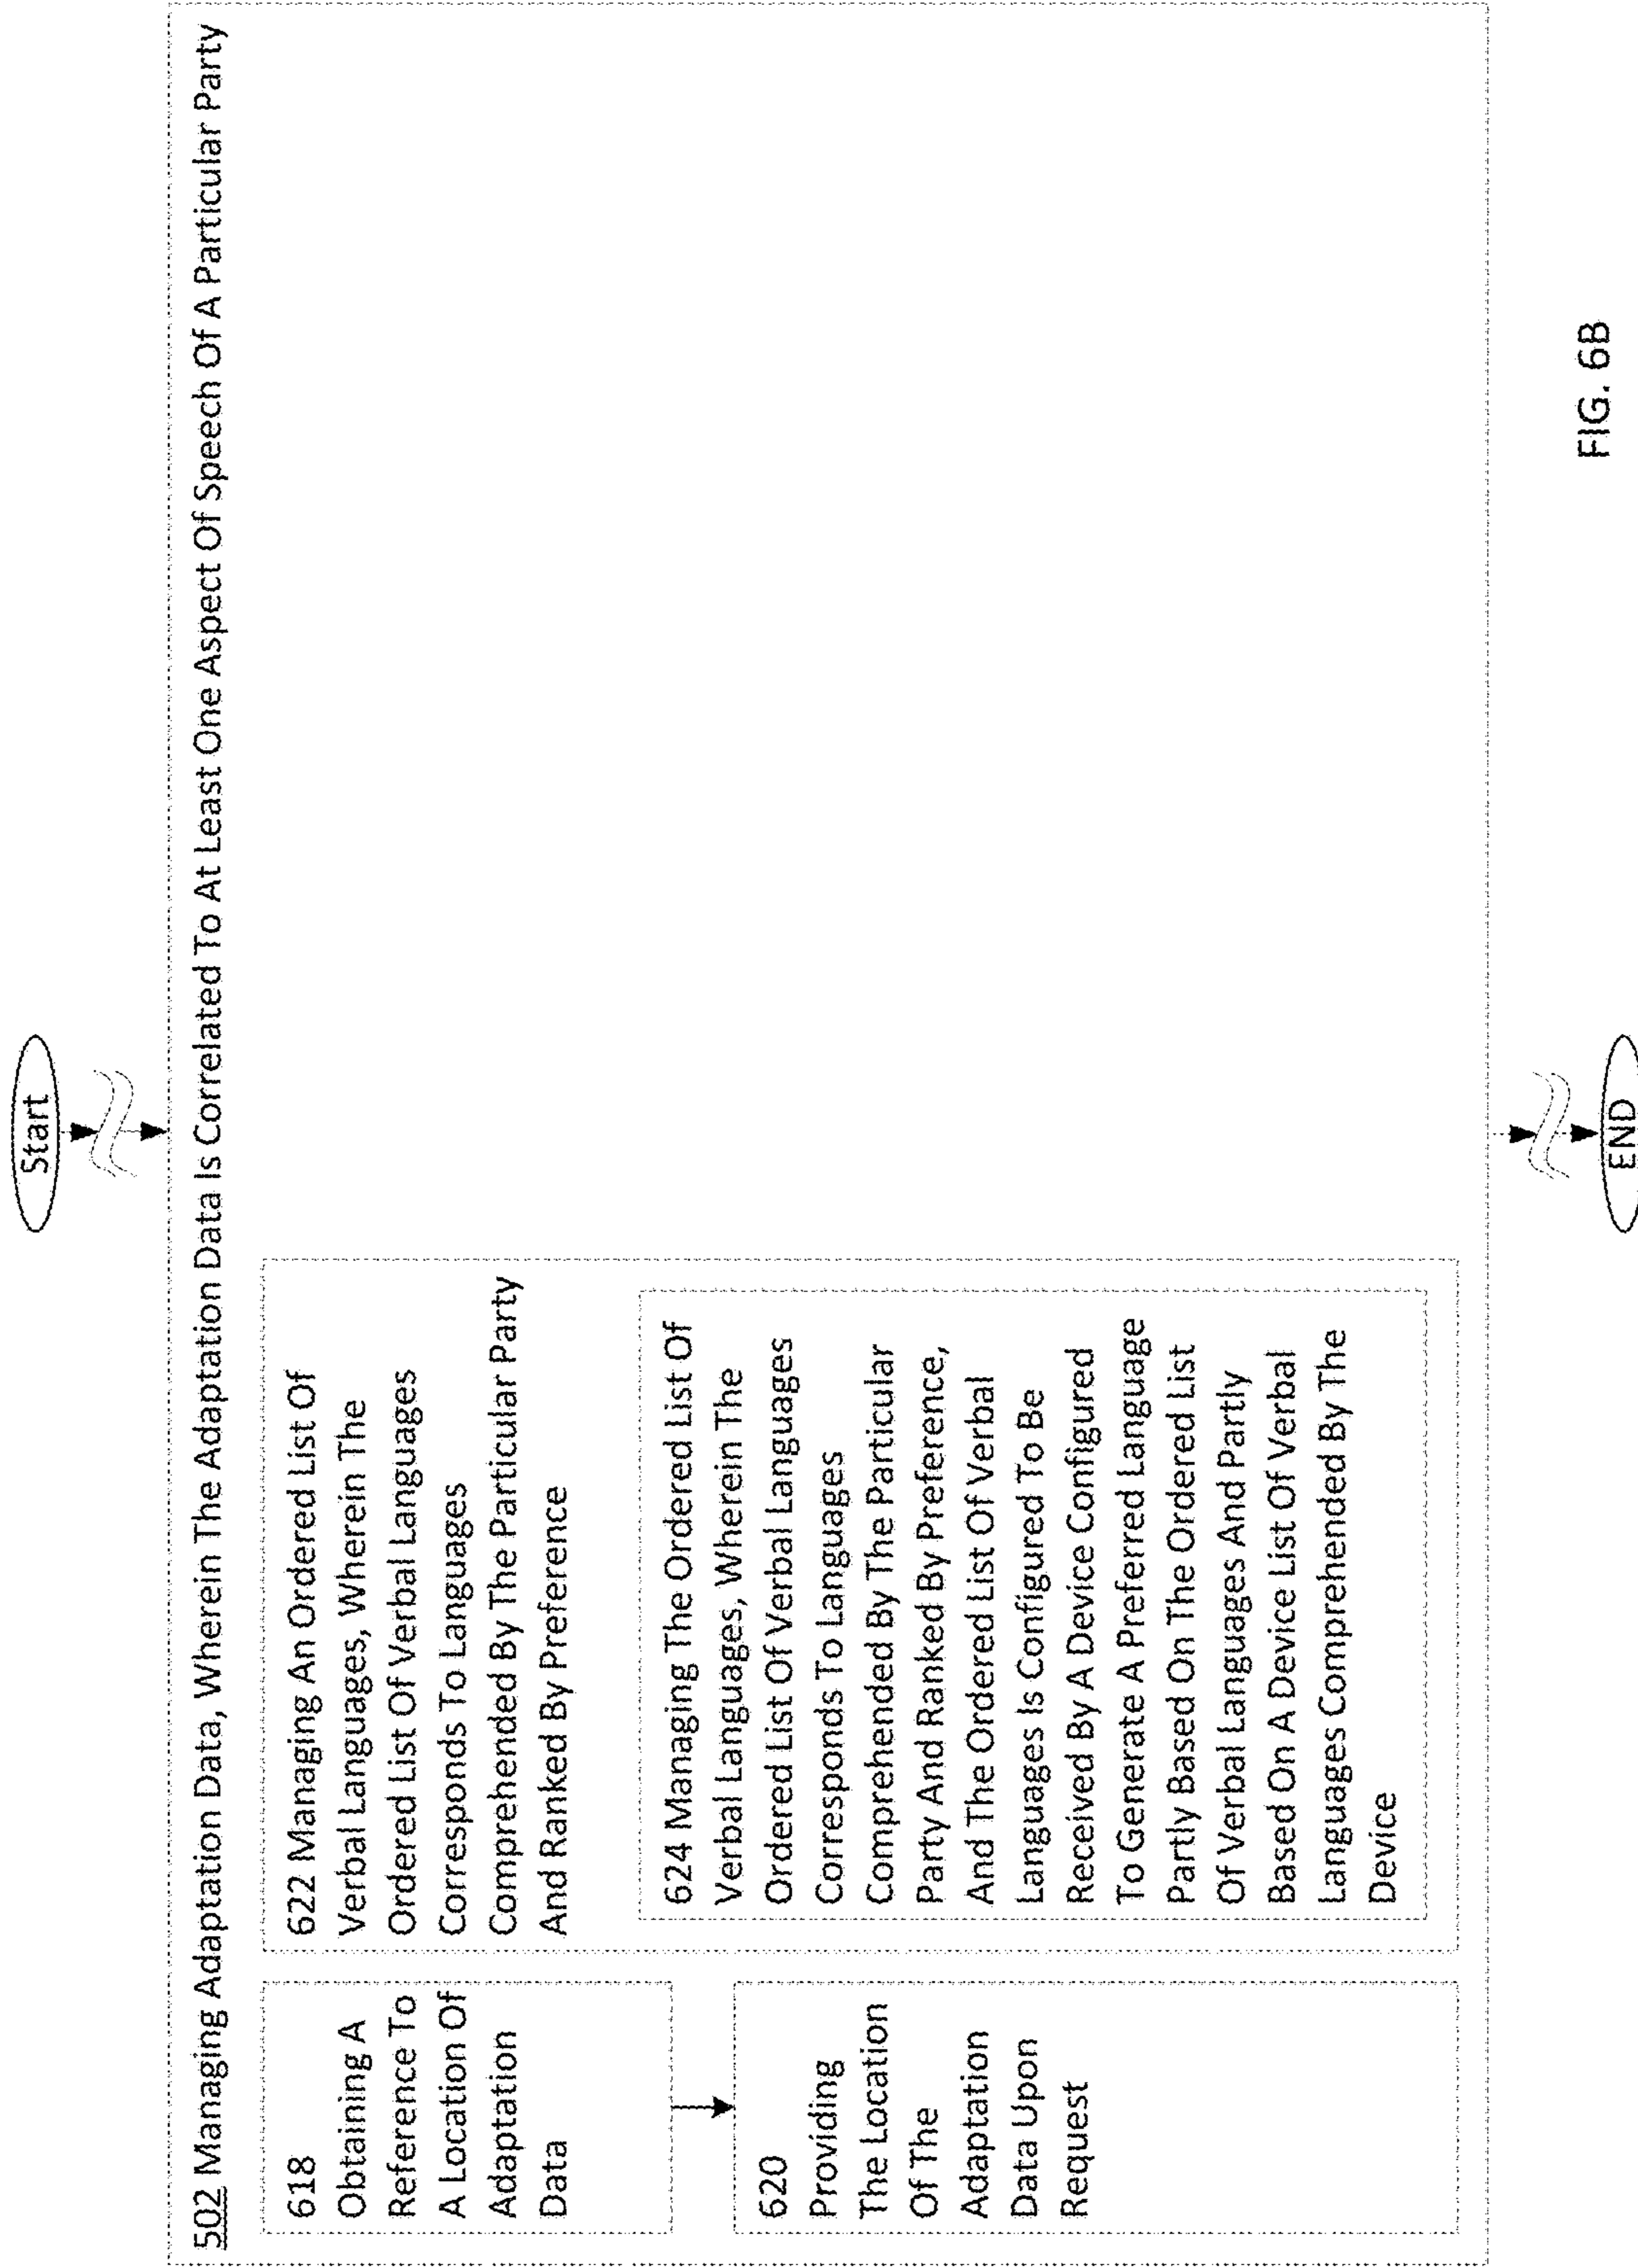 Start
502 Managing Adaptation Data, Wherein The Adaptation Data Is Correlated To At Least One Aspect Of Speech Of A Particular Party
618
Obtaining A
Reference To
A Location Of
Adaptation
Data
620
Providing
The Location
Of The
Adaptation
Data Upon
Request
622 Managing An Ordered List Of
Verbal Languages, Wherein The
Ordered List Of Verbal Languages
Corresponds To Languages
Comprehended By The Particular Party
And Ranked By Preference
624 Managing The Ordered List Of
Verbal Languages, Wherein The
Ordered List Of Verbal Languages
Corresponds To Languages
Comprehended By The Particular
Party And Ranked By Preference,
And The Ordered List Of Verbal
Languages Is Configured To Be
Received By A Device Configured
To Generate A Preferred Language
Partly Based On The Ordered List
Of Verbal Languages And Partly
Based On A Device List Of Verbal
Languages Comprehended By The
Device
END
FIG. 6B